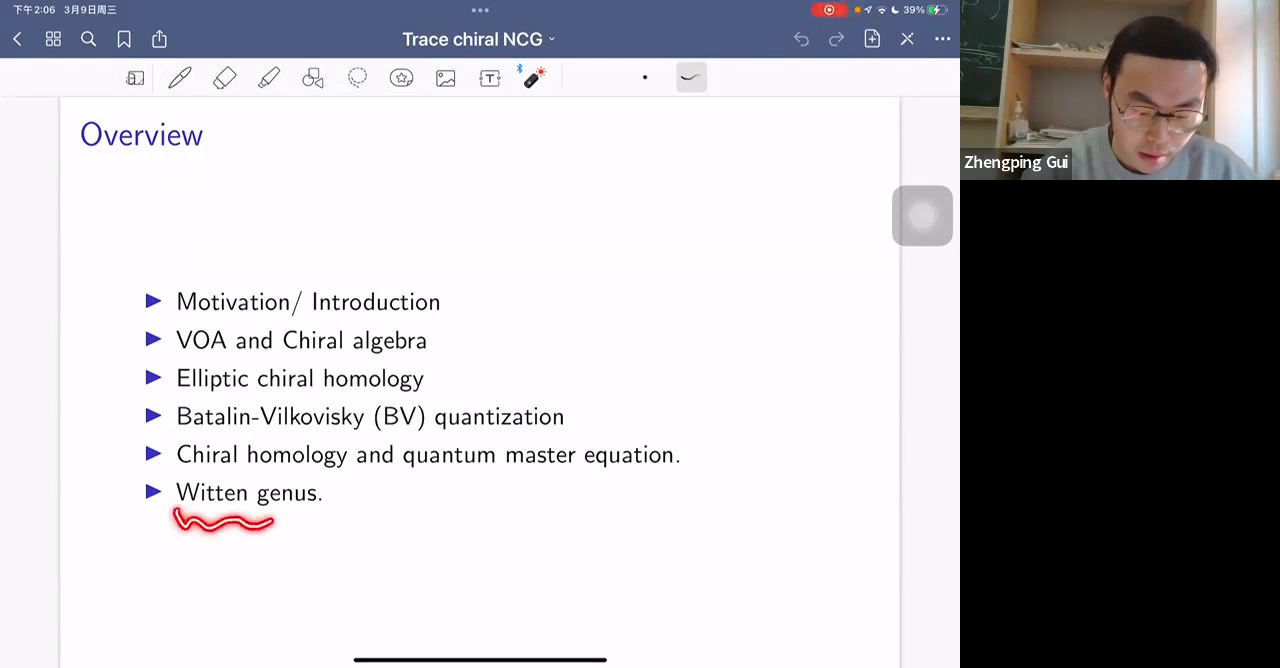 下午2:06 3月9日周三
39%
Trace chiral NCG
Overview
Motivation/ Introduction
VOA and Chiral algebra
Elliptic chiral homology
Batalin-Vilkovisky (BV) quantization
Chiral homology and quantum master equation.
Witten genus.
Zhengping Gui